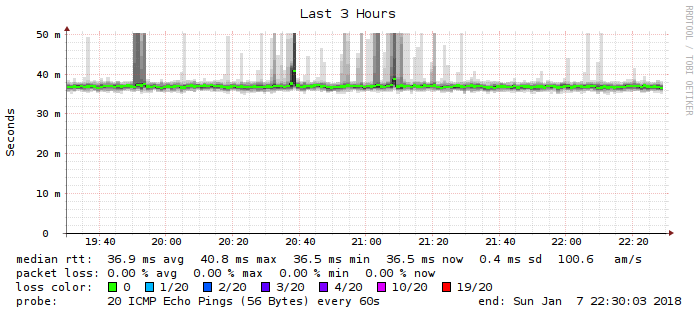 Last 3 Hours
RRDTOOL / TOBI OETIKER
Seconds
50 m
40 m
30 m
20 m
10 m
0
19:40 20:00 20:20 20:40 21:00 21:20 21:40 22:00 22:20
median rtt: 36.9 ms avg 40.8 ms max 36.5 ms min 36.5 ms now 0.4 ms sd 100.6 am/s
packet loss: 0.00 % avg 0.00 % max 0.00 % min 0.00 % now
loss color: 0 1/20 2/20 3/20 4/20 10/20 19/20
probe: 20 ICMP Echo Pings (56 Bytes) every 60s end: Sun Jan 7 22:30:03 2018